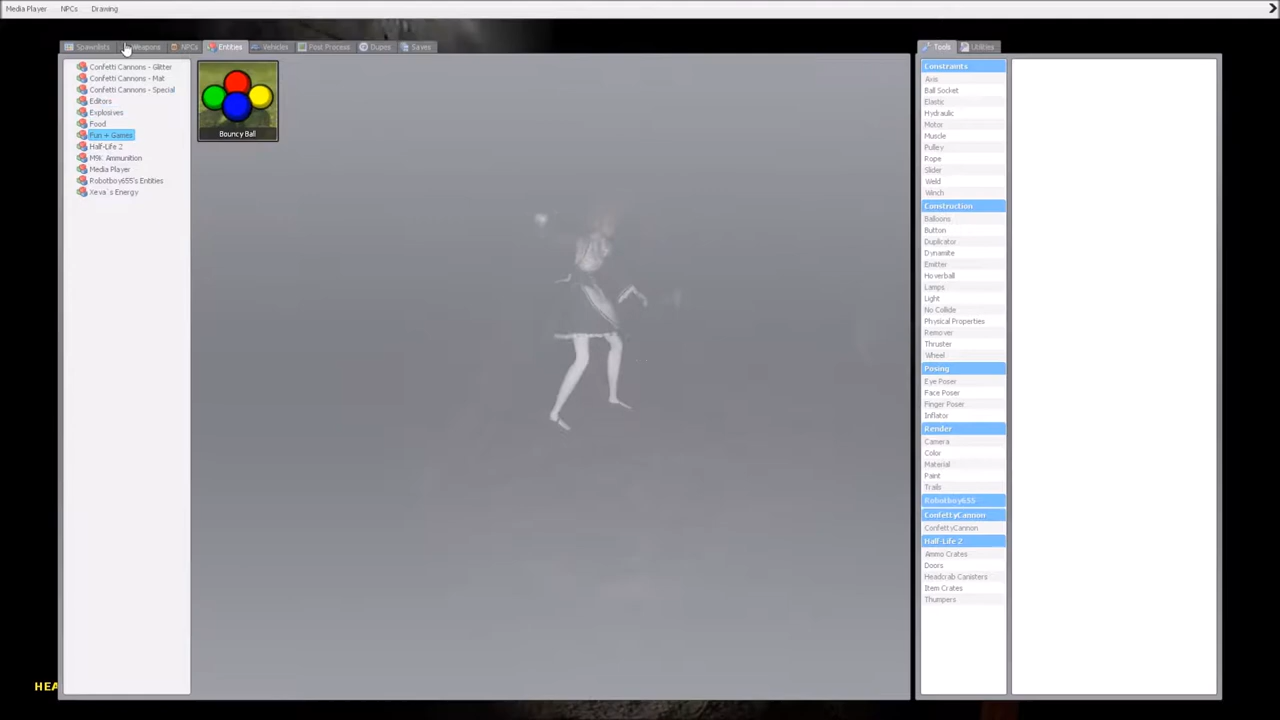 Media Player NPCs Drawing
Spawnlists Weapons NPCs Entities Vehicles Post Process Dupes Saves
Tools Utilities
Confetti Cannons - Glitter
Confetti Cannons - Mat
Confetti Cannons - Special
Editors
Explosives
Food
Fun + Games
Half-Life 2
M9K Ammunition
Media Player
Robotboy655's Entities
Xeva`s Energy
Bouncy Ball
Constraints
Axis
Ball Socket
Elastic
Hydraulic
Motor
Muscle
Pulley
Rope
Slider
Weld
Winch
Construction
Balloons
Button
Duplicator
Dynamite
Emitter
Hoverball
Lamps
Light
No Collide
Physical Properties
Remover
Thruster
Wheel
Posing
Eye Poser
Face Poser
Finger Poser
Inflator
Render
Camera
Color
Material
Paint
Trails
Robotboy655
ConfettyCannon
ConfettyCannon
Half-Life 2
Ammo Crates
Doors
Headcrab Canisters
Item Crates
Thumpers
HEA